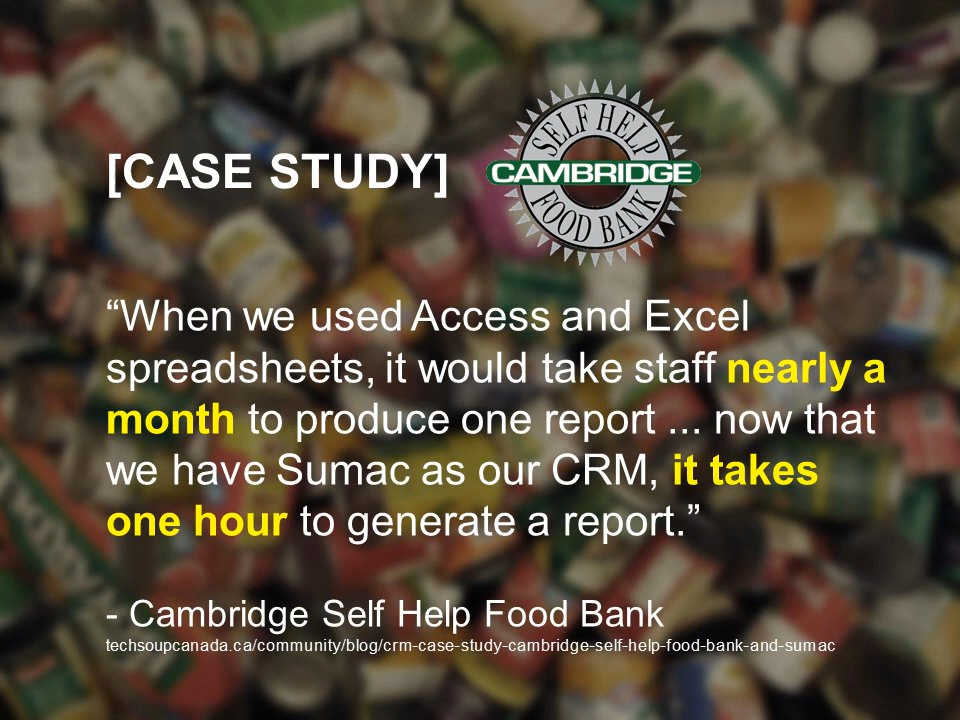 [CASE STUDY]
SELF HELP
CAMBRIDGE
FOOD BANK
“When we used Access and Excel
spreadsheets, it would take staff nearly a
month to produce one report ... now that
we have Sumac as our CRM, it takes
one hour to generate a report.”
- Cambridge Self Help Food Bank
techsoupcanada.ca/community/blog/crm-case-study-cambridge-self-help-food-bank-and-sumac